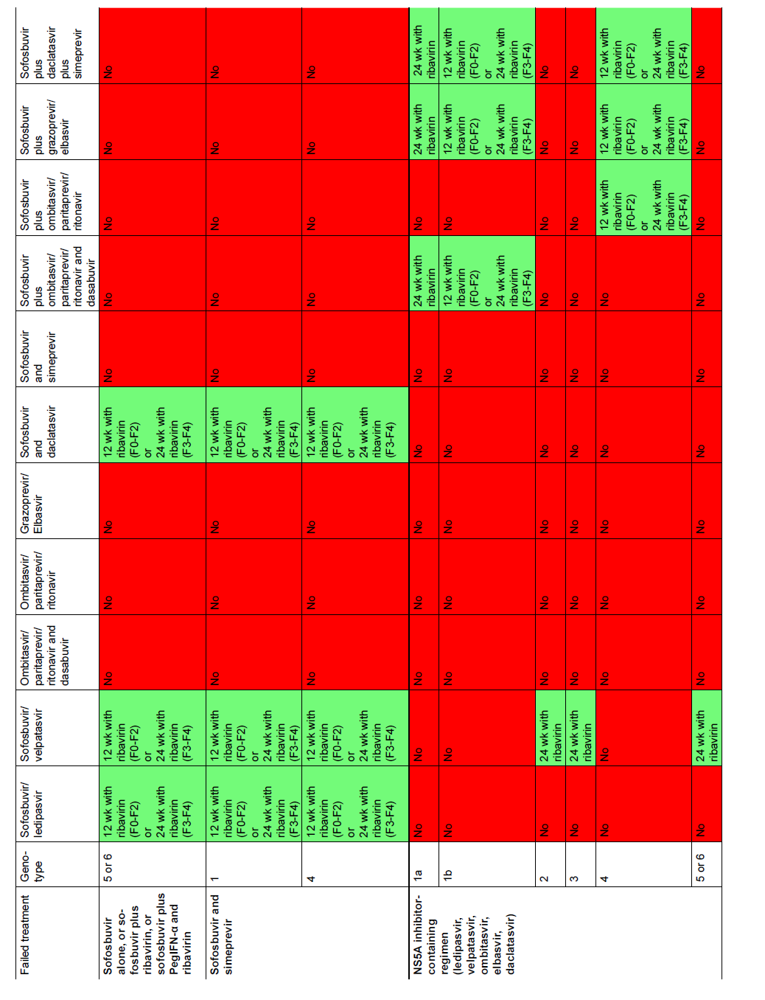 Failed treatment
Geno-
type
Sofosbuvir/
ledipasvir
Sofosbuvir/
velpatasvir
Ombitasvir/
paritaprevir/
ritonavir and
dasabuvir
Ombitasvir/
paritaprevir/
ritonavir
Grazoprevir/
Elbasvir
Sofosbuvir
and
daclatasvir
Sofosbuvir
and
simeprevir
Sofosbuvir
plus
ombitasvir/
paritaprevir/
ritonavir and
dasabuvir
Sofosbuvir
plus
ombitasvir/
paritaprevir/
ritonavir
Sofosbuvir
plus
grazoprevir/
elbasvir
Sofosbuvir
plus
daclatasvir
plus
simeprevir
Sofosbuvir
alone, or so-
fosbuvir plus
ribavirin, or
sofosbuvir plus
PegIFN-α and
ribavirin
5 or 6
12 wk with
ribavirin
(F0-F2)
or
24 wk with
ribavirin
(F3-F4)
12 wk with
ribavirin
(F0-F2)
or
24 wk with
ribavirin
(F3-F4)
No
No
No
12 wk with
ribavirin
(F0-F2)
or
24 wk with
ribavirin
(F3-F4)
No
No
No
No
No
Sofosbuvir and
simeprevir
1
12 wk with
ribavirin
(F0-F2)
or
24 wk with
ribavirin
(F3-F4)
12 wk with
ribavirin
(F0-F2)
or
24 wk with
ribavirin
(F3-F4)
No
No
No
12 wk with
ribavirin
(F0-F2)
or
24 wk with
ribavirin
(F3-F4)
No
No
No
No
No
4
12 wk with
ribavirin
(F0-F2)
or
24 wk with
ribavirin
(F3-F4)
12 wk with
ribavirin
(F0-F2)
or
24 wk with
ribavirin
(F3-F4)
No
No
No
12 wk with
ribavirin
(F0-F2)
or
24 wk with
ribavirin
(F3-F4)
No
No
No
No
No
NS5A inhibitor-
containing
regimen
(ledipasvir,
velpatasvir,
ombitasvir,
elbasvir,
daclatasvir)
1a
No
No
No
No
No
No
No
24 wk with
ribavirin
No
24 wk with
ribavirin
24 wk with
ribavirin
1b
No
No
No
No
No
No
No
12 wk with
ribavirin
(F0-F2)
or
24 wk with
ribavirin
(F3-F4)
No
12 wk with
ribavirin
(F0-F2)
or
24 wk with
ribavirin
(F3-F4)
12 wk with
ribavirin
(F0-F2)
or
24 wk with
ribavirin
(F3-F4)
2
No
24 wk with
ribavirin
No
No
No
No
No
No
No
No
No
3
No
24 wk with
ribavirin
No
No
No
No
No
No
No
No
No
4
No
No
No
No
No
No
No
No
12 wk with
ribavirin
(F0-F2)
or
24 wk with
ribavirin
(F3-F4)
12 wk with
ribavirin
(F0-F2)
or
24 wk with
ribavirin
(F3-F4)
12 wk with
ribavirin
(F0-F2)
or
24 wk with
ribavirin
(F3-F4)
5 or 6
No
24 wk with
ribavirin
No
No
No
No
No
No
No
No
No